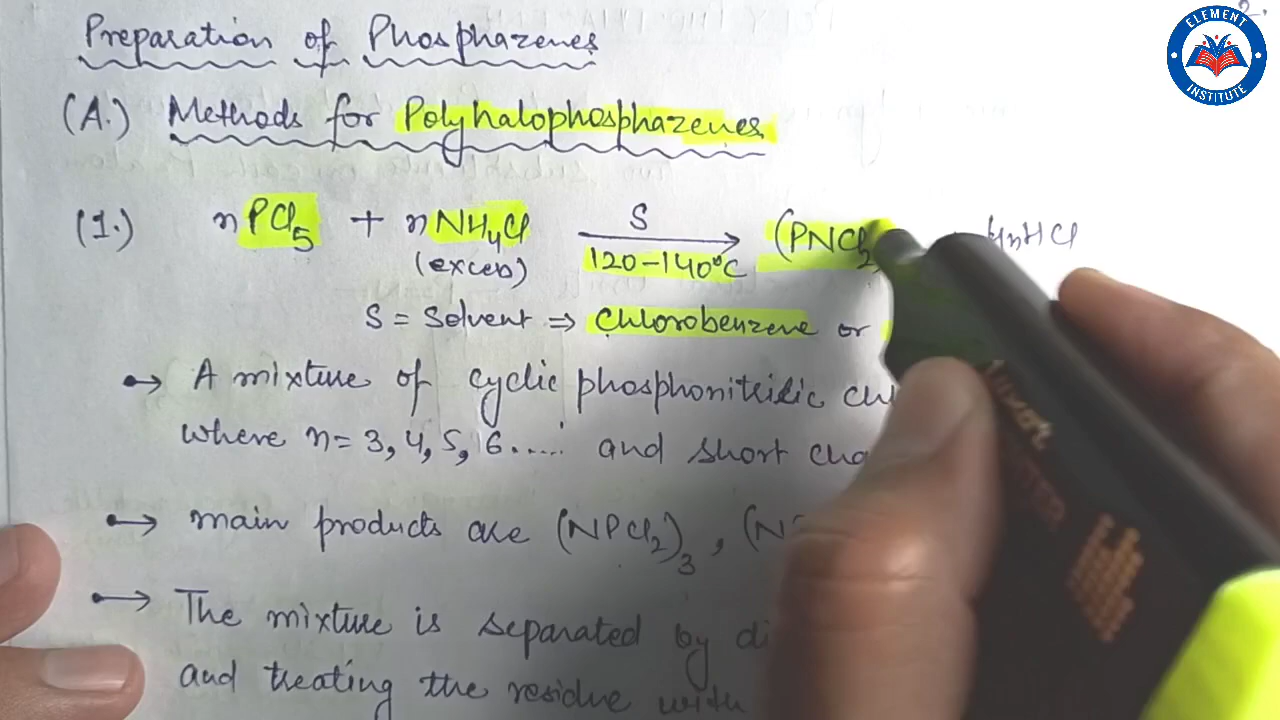 ELEMENT
INSTITUTE
2.
Preparation of Phosphazenes
(A.) Methods for Polyhalophosphazenes
(1.) nPCl5 + nNH4Cl S (PNCl2) 4nHCl
(excess) 120-140°C
S = Solvent ⇒ Chlorobenzene or
→ A mixture of cyclic phosphonitrilic
where n = 3, 4, 5, 6..... and short
→ main products are (NPCl2)3,
→ The mixture is separated by
and treating the residue with